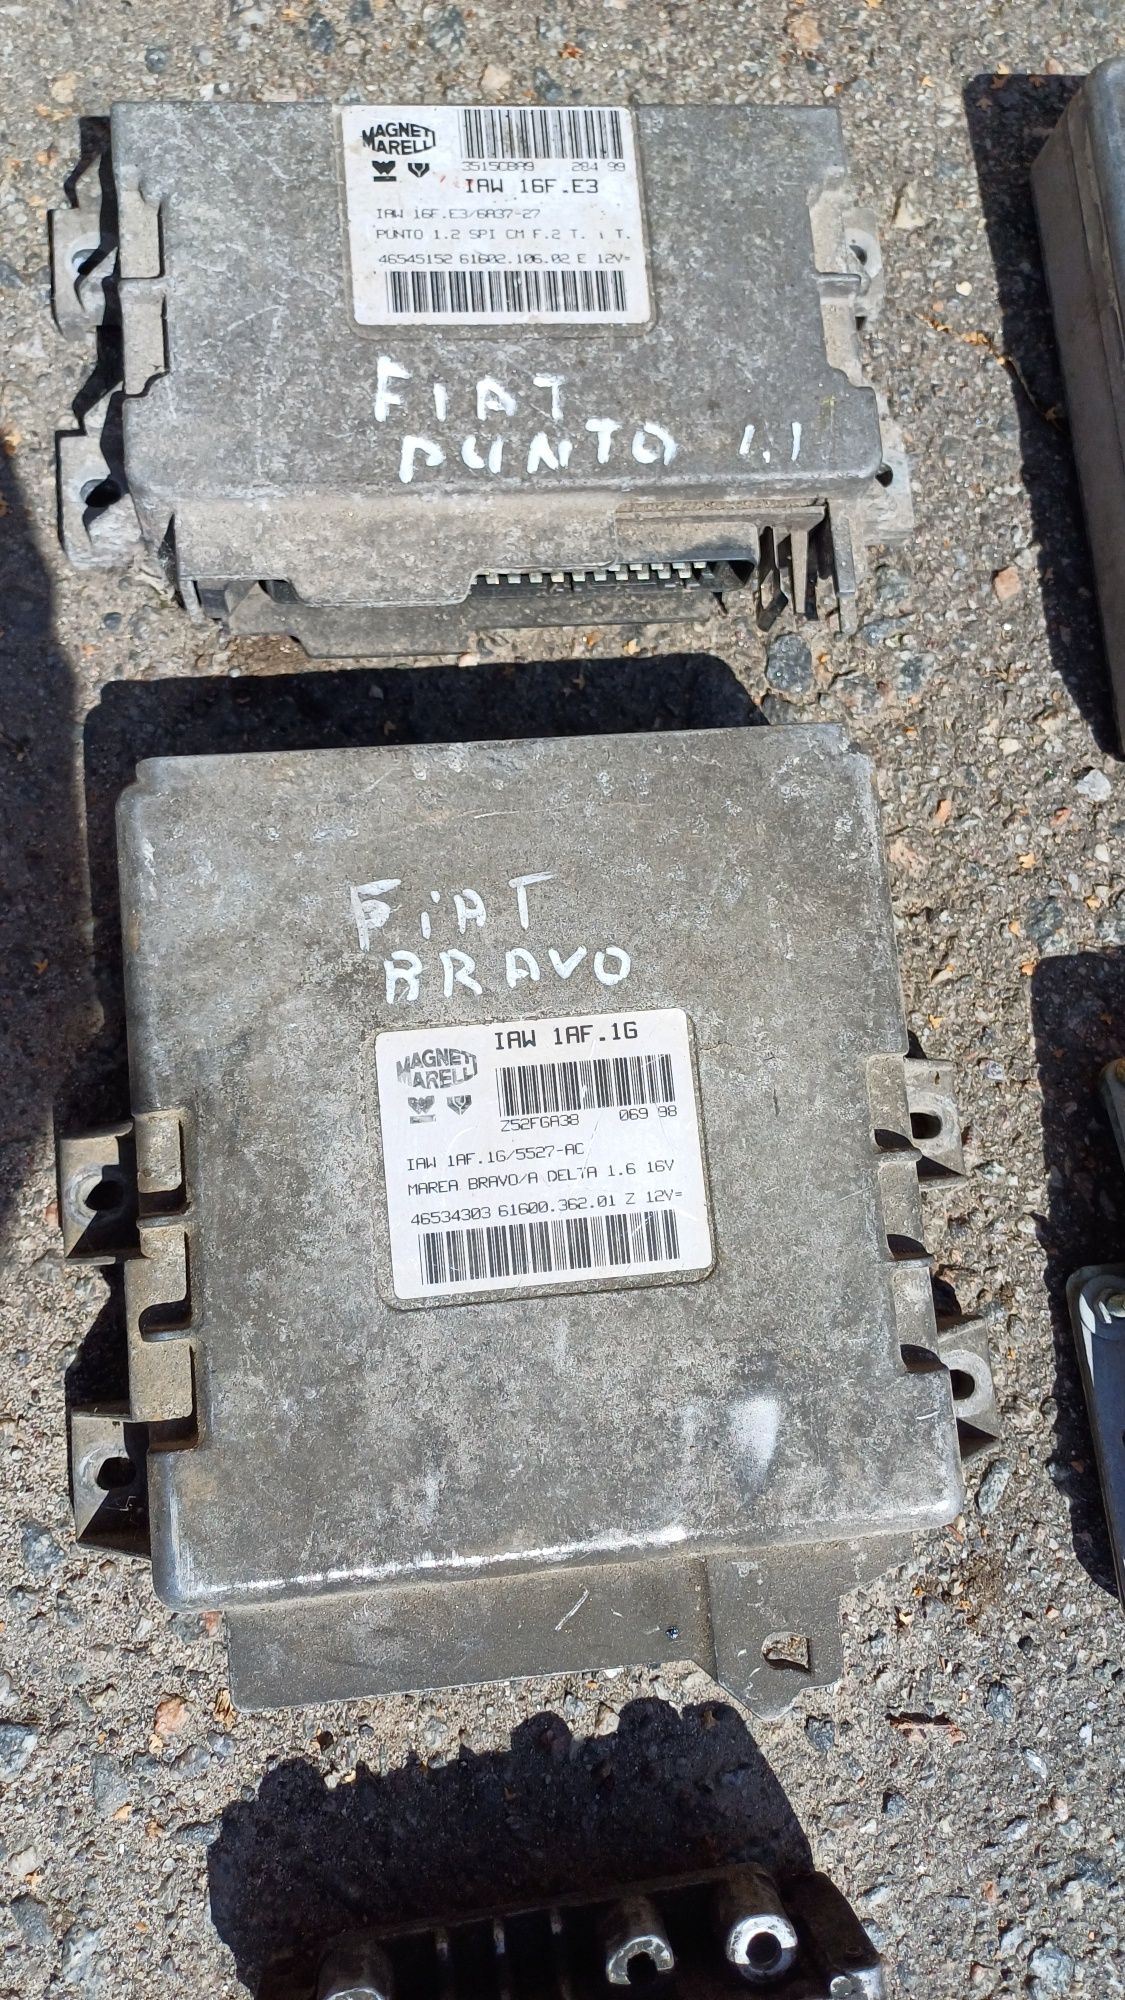 MAGNETI
MARELLI
3515CBA9 284 99
IAW 16F.E3
IAW 16F.E3/6A37-27
PUNTO 1.2 SPI CM F.2 T. T.
46545152 61602.106.02 E 12V=
FIAT
PUNTO 1.1
FIAT
BRAVO
IAW 1AF.1G
MAGNETI
MARELLI
Z52FGA38 069 98
IAW 1AF.1G/5527-AC
MAREA BRAVO/A DELTA 1.6 16V
46534303 61600.362.01 Z 12V=